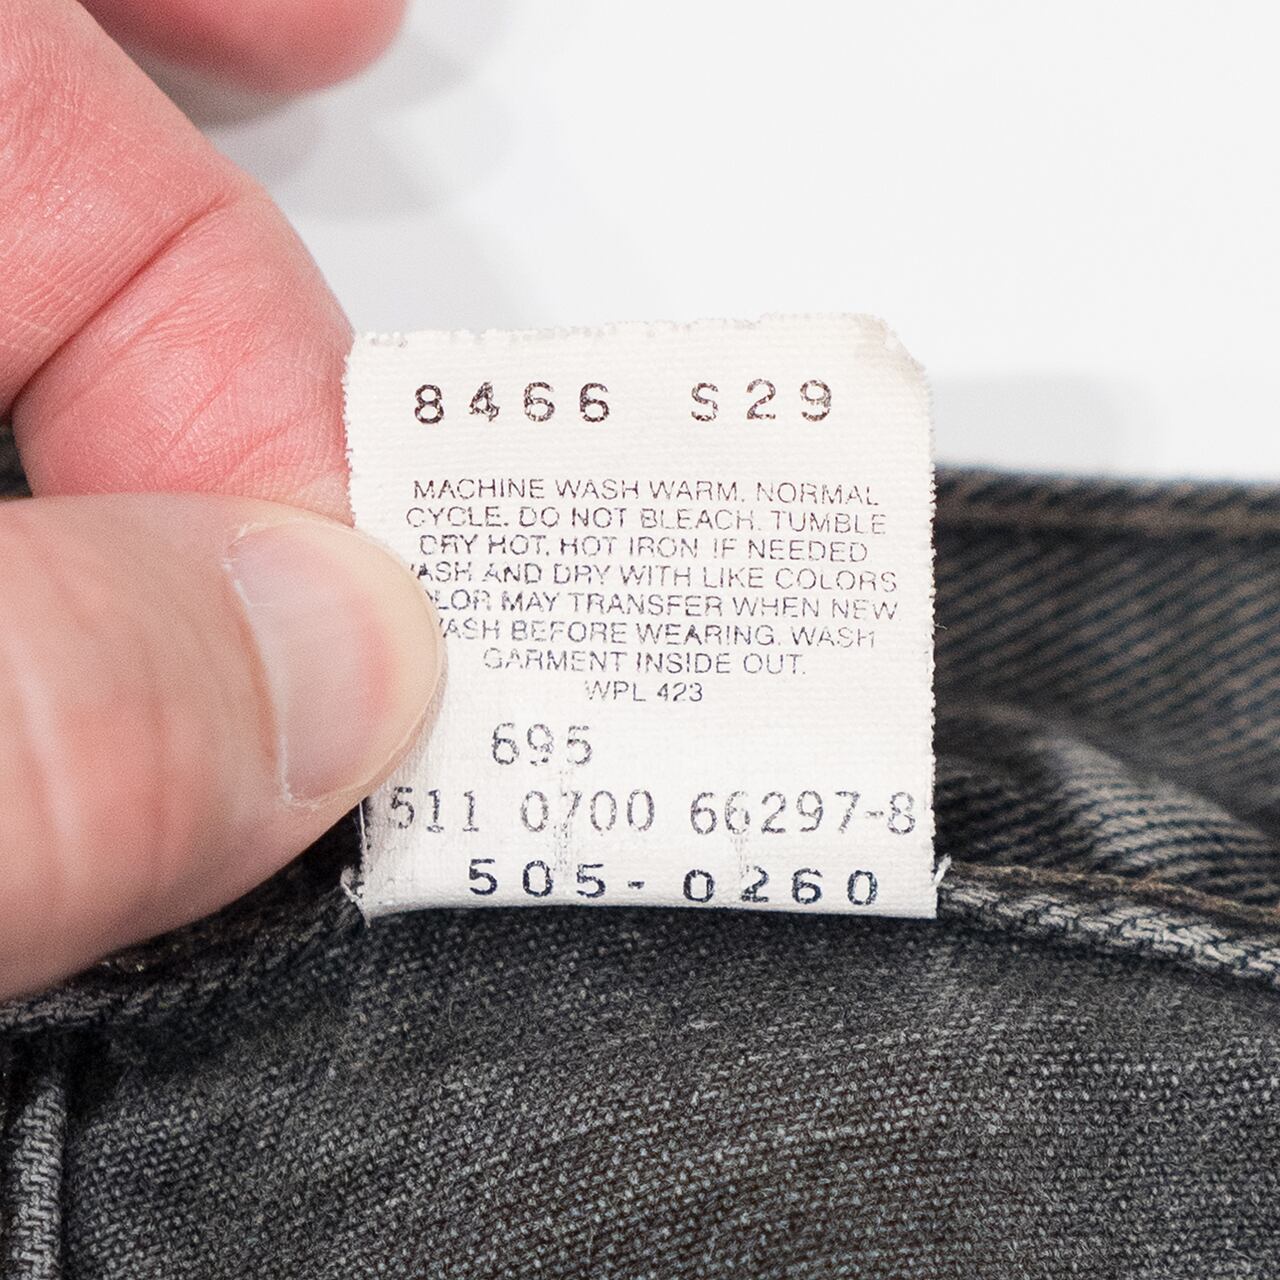 8466 S29
MACHINE WASH WARM. NORMAL
CYCLE. DO NOT BLEACH. TUMBLE
DRY HOT. HOT IRON IF NEEDED
ASH AND DRY WITH LIKE COLORS
OLOR MAY TRANSFER WHEN NEW.
WASH BEFORE WEARING. WASH
GARMENT INSIDE OUT.
WPL 423
695
511 0700 66297-8
505-0260